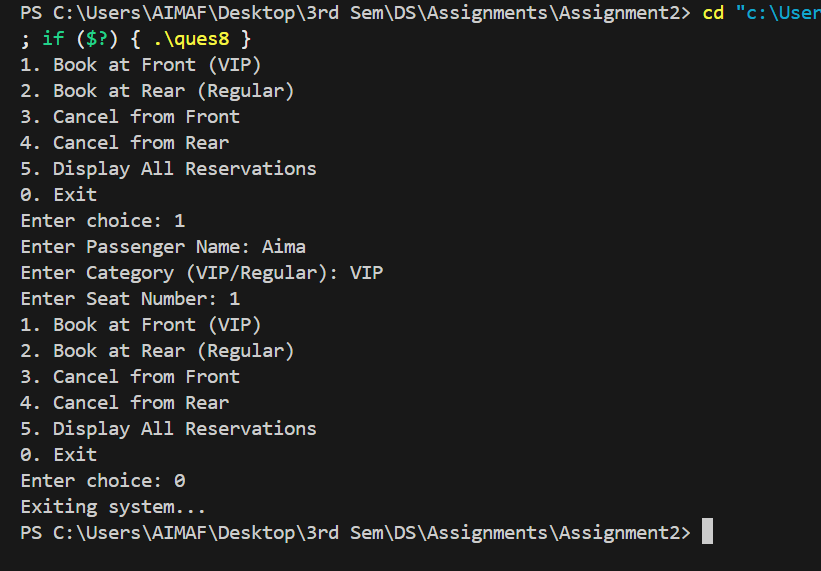 PS C:\Users\AIMAF\Desktop\3rd Sem\DS\Assignments\Assignment2> cd "c:\User
; if ($?) { .\ques8 }
1. Book at Front (VIP)
2. Book at Rear (Regular)
3. Cancel from Front
4. Cancel from Rear
5. Display All Reservations
0. Exit
Enter choice: 1
Enter Passenger Name: Aima
Enter Category (VIP/Regular): VIP
Enter Seat Number: 1
1. Book at Front (VIP)
2. Book at Rear (Regular)
3. Cancel from Front
4. Cancel from Rear
5. Display All Reservations
0. Exit
Enter choice: 0
Exiting system...
PS C:\Users\AIMAF\Desktop\3rd Sem\DS\Assignments\Assignment2>